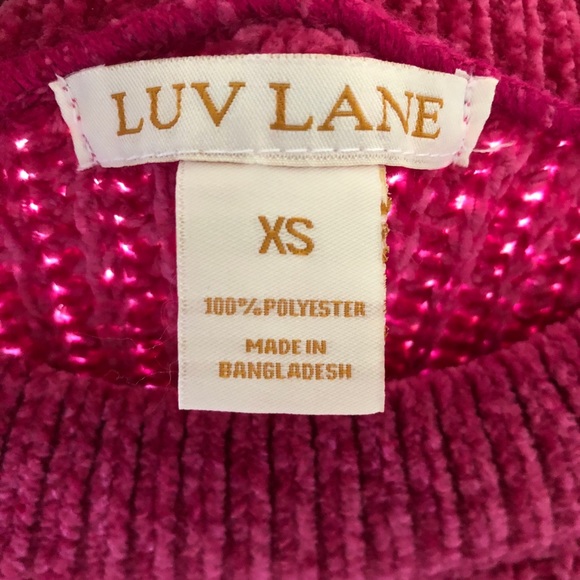 LUV LANE
XS
100% POLYESTER
MADE IN
BANGLADESH